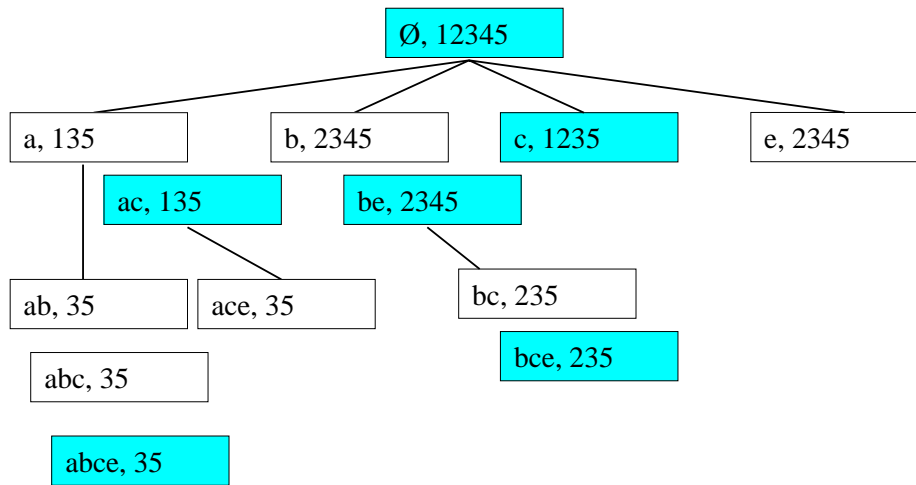 Ø, 12345
a, 135
b, 2345
c, 1235
e, 2345
ac, 135
be, 2345
ab, 35
ace, 35
bc, 235
bce, 235
abc, 35
abce, 35